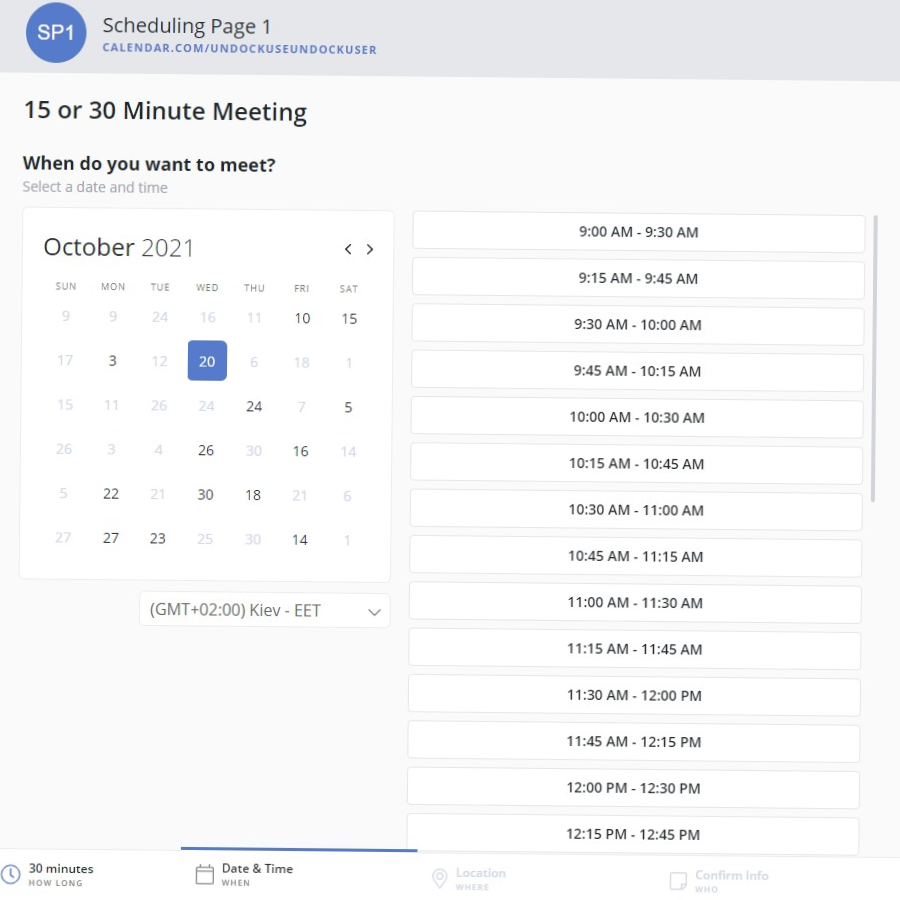 SP1
Scheduling Page 1
CALENDAR.COM/UNDOCKUSEUNDOCKUSER
15 or 30 Minute Meeting
When do you want to meet?
Select a date and time
October 2021
SUN MON TUE WED THU FRI SAT
9 9 24 16 11 10 15
17 3 12 20 6 18 1
15 11 26 24 24 7 5
26 3 4 26 30 16 14
5 22 21 30 18 21 6
27 27 23 25 30 14 1
(GMT+02:00) Kiev - EET
9:00 AM - 9:30 AM
9:15 AM - 9:45 AM
9:30 AM - 10:00 AM
9:45 AM - 10:15 AM
10:00 AM - 10:30 AM
10:15 AM - 10:45 AM
10:30 AM - 11:00 AM
10:45 AM - 11:15 AM
11:00 AM - 11:30 AM
11:15 AM - 11:45 AM
11:30 AM - 12:00 PM
11:45 AM - 12:15 PM
12:00 PM - 12:30 PM
12:15 PM - 12:45 PM
30 minutes
HOW LONG
Date & Time
WHEN
Location
WHERE
Confirm Info
WHO